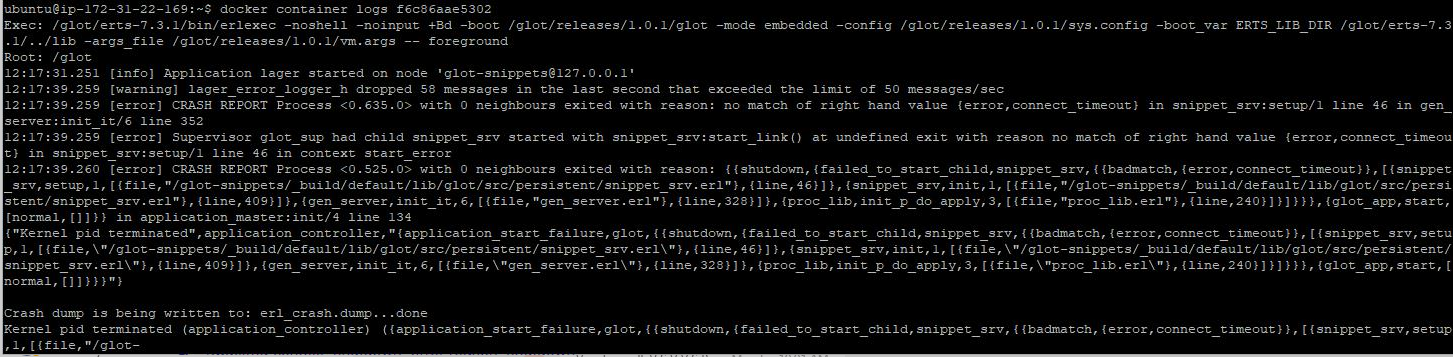 ubuntu@ip-172-31-22-169:~$ docker container logs f6c86aae5302
Exec: /glot/erts-7.3.1/bin/erlexec -noshell -noinput +Bd -boot /glot/releases/1.0.1/glot -mode embedded -config /glot/releases/1.0.1/sys.config -boot_var ERTS_LIB_DIR /glot/erts-7.3
.1/../lib -args_file /glot/releases/1.0.1/vm.args -- foreground
Root: /glot
12:17:31.251 [info] Application lager started on node 'glot-snippets@127.0.0.1'
12:17:39.259 [warning] lager_error_logger_h dropped 58 messages in the last second that exceeded the limit of 50 messages/sec
12:17:39.259 [error] CRASH REPORT Process <0.635.0> with 0 neighbours exited with reason: no match of right hand value {error,connect_timeout} in snippet_srv:setup/1 line 46 in gen_
server:init_it/6 line 352
12:17:39.259 [error] Supervisor glot_sup had child snippet_srv started with snippet_srv:start_link() at undefined exit with reason no match of right hand value {error,connect_timeou
t} in snippet_srv:setup/1 line 46 in context start_error
12:17:39.260 [error] CRASH REPORT Process <0.525.0> with 0 neighbours exited with reason: {{shutdown,{failed_to_start_child,snippet_srv,{{badmatch,{error,connect_timeout}},[{snippet
_srv,setup,1,[{file,"/glot-snippets/_build/default/lib/glot/src/persistent/snippet_srv.erl"},{line,46}]},{snippet_srv,init,1,[{file,"/glot-snippets/_build/default/lib/glot/src/persi
stent/snippet_srv.erl"},{line,409}]},{gen_server,init_it,6,[{file,"gen_server.erl"},{line,328}]},{proc_lib,init_p_do_apply,3,[{file,"proc_lib.erl"},{line,240}]}]}}},{glot_app,start,
[normal,[]]}} in application_master:init/4 line 134
{"Kernel pid terminated",application_controller,"{application_start_failure,glot,{{shutdown,{failed_to_start_child,snippet_srv,{{badmatch,{error,connect_timeout}},[{snippet_srv,setu
p,1,[{file,\"/glot-snippets/_build/default/lib/glot/src/persistent/snippet_srv.erl\"},{line,46}]},{snippet_srv,init,1,[{file,\"/glot-snippets/_build/default/lib/glot/src/persistent/
snippet_srv.erl\"},{line,409}]},{gen_server,init_it,6,[{file,\"gen_server.erl\"},{line,328}]},{proc_lib,init_p_do_apply,3,[{file,\"proc_lib.erl\"},{line,240}]}]}}},{glot_app,start,[
normal,[]]}}}"}
Crash dump is being written to: erl_crash.dump...done
Kernel pid terminated (application_controller) ({application_start_failure,glot,{{shutdown,{failed_to_start_child,snippet_srv,{{badmatch,{error,connect_timeout}},[{snippet_srv,setup
,1,[{file,"/glot-